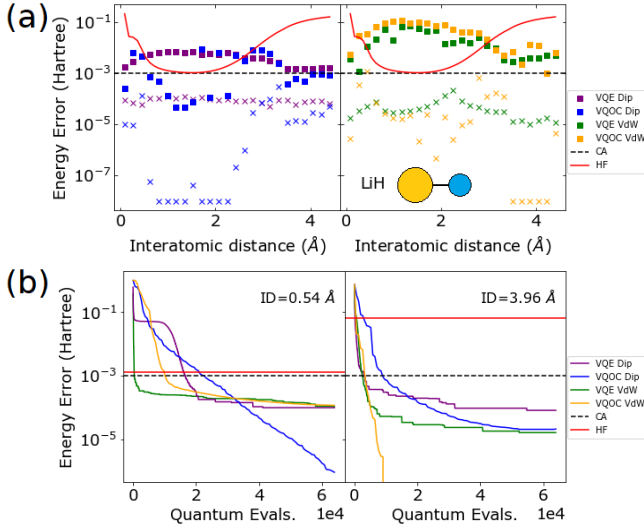 (a)
Energy Error (Hartree)
10⁻¹
10⁻³
10⁻⁵
10⁻⁷
0 2 4
Interatomic distance (Å)
LiH
0 2 4
Interatomic distance (Å)
VQE Dip
VQOC Dip
VQE VdW
VQOC VdW
CA
HF
(b)
Energy Error (Hartree)
10⁻¹
10⁻³
10⁻⁵
ID=0.54 Å
0 2 4 6
Quantum Evals. 1e4
ID=3.96 Å
0 2 4 6
Quantum Evals. 1e4
VQE Dip
VQOC Dip
VQE VdW
VQOC VdW
CA
HF